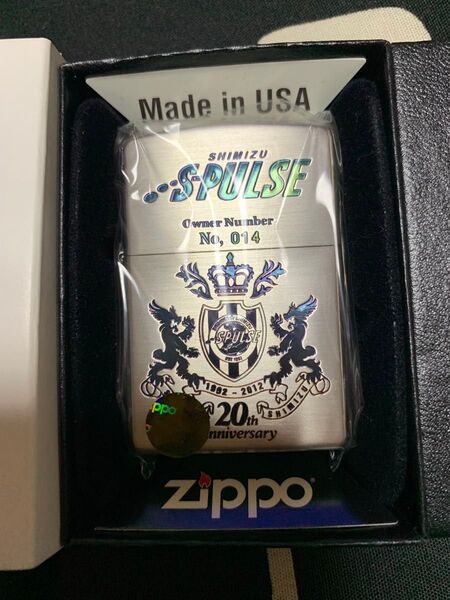 Made in USA
SHIMIZU
S-PULSE
Owner Number
No, 014
S-PULSE
1992 - 2012
SHIMIZU
20th
Anniversary
zippo